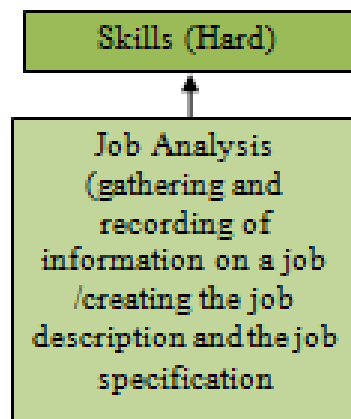 Skills (Hard)
Job Analysis
(gathering and
recording of
information on a job
/creating the job
description and the job
specification